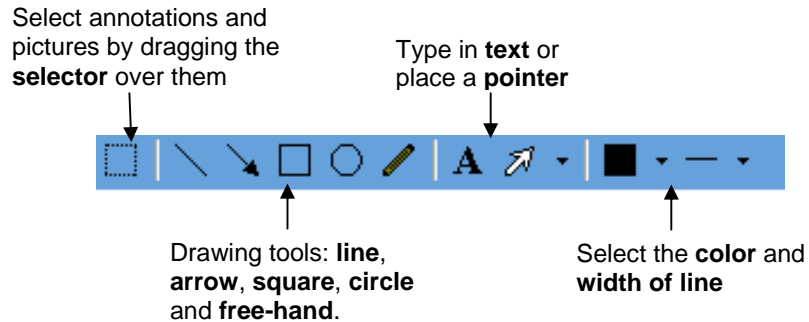 Select annotations and
pictures by dragging the
selector over them
Type in text or
place a pointer
A
Drawing tools: line,
arrow, square, circle
and free-hand.
Select the color and
width of line